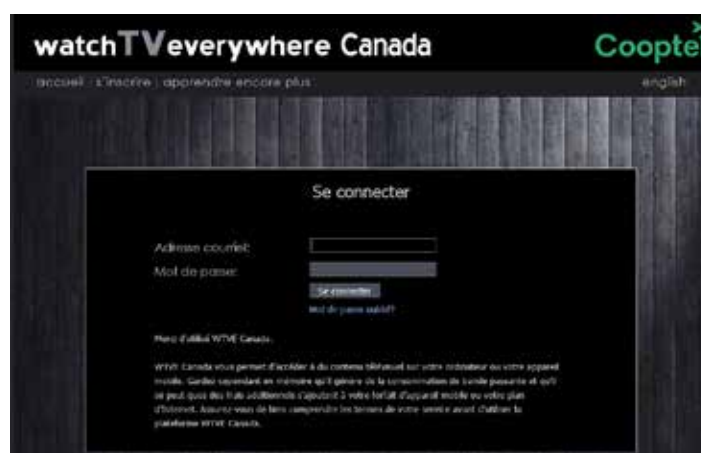 watchTVeverywhere Canada
Coopte
accueil s'inscrire apprendre encore plus
english
Se connecter
Adresse courriel:
Mot de passe:
Se connecter
Mot de passe oublié?
Merci d'utilisé WTVE Canada.
WTVE Canada vous permet d'accéder à du contenu télévisuel sur votre ordinateur ou votre appareil
mobile. Gardez cependant en mémoire qu'il génère de la consommation de bande passante et qu'il
se peut que des frais additionnels s'ajoutent à votre forfait d'appareil mobile ou votre plan
d'Internet. Assurez-vous de bien comprendre les termes de votre service avant d'utiliser la
plateforme WTVE Canada.